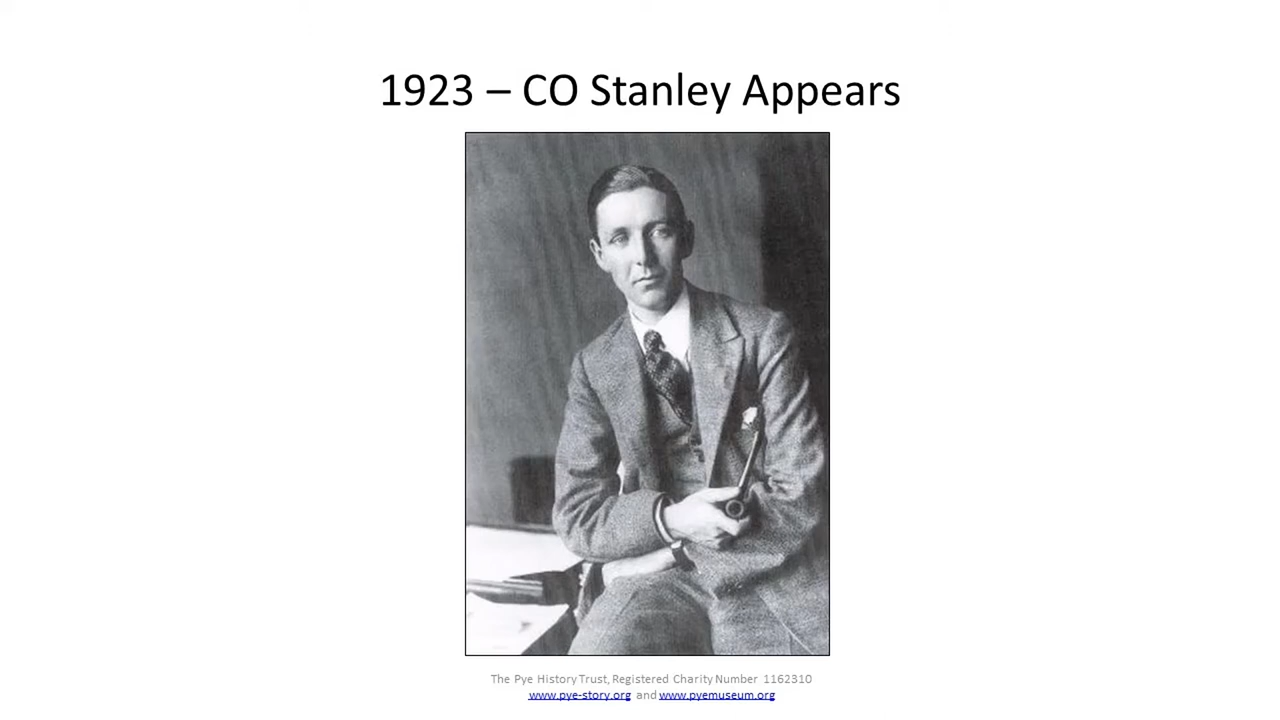 1923 – CO Stanley Appears
The Pye History Trust, Registered Charity Number 1162310
www.pye-story.org and www.pyemuseum.org